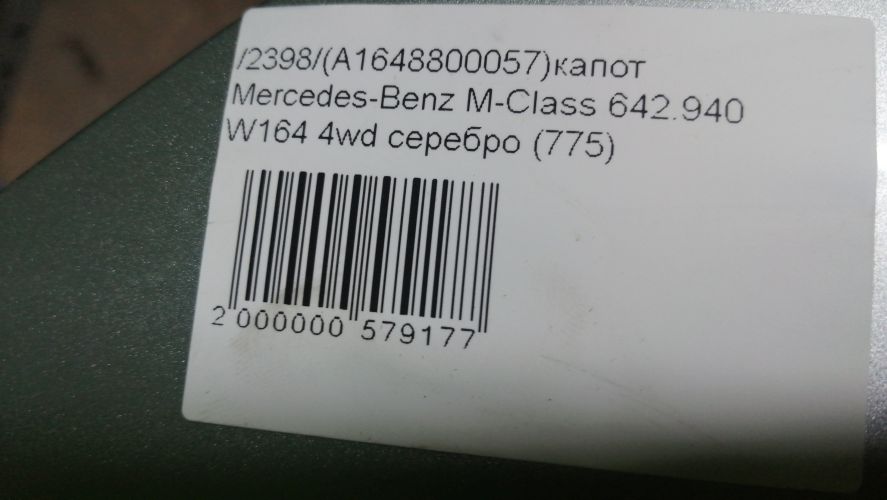 /2398/(A1648800057)капот
Mercedes-Benz M-Class 642.940
W164 4wd серебро (775)
2 000000 579177